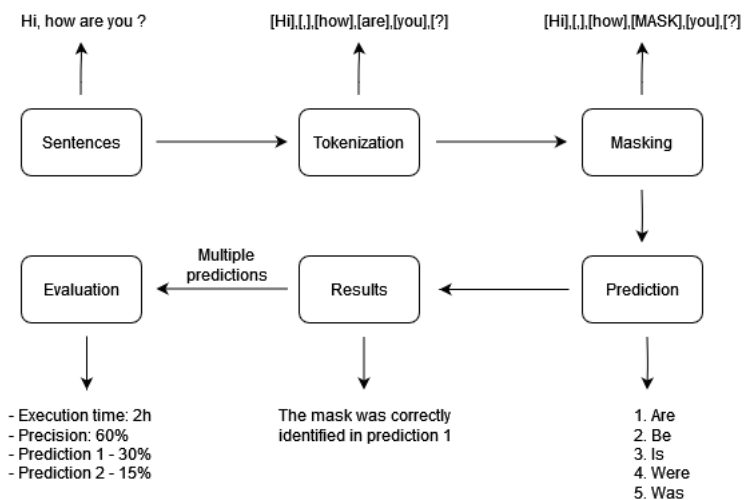 Hi, how are you ?
[Hi],[,],[how],[are],[you],[?]
[Hi],[,],[how],[MASK],[you],[?]
Sentences
Tokenization
Masking
Evaluation
Multiple
predictions
Results
Prediction
- Execution time: 2h
- Precision: 60%
- Prediction 1 - 30%
- Prediction 2 - 15%
The mask was correctly
identified in prediction 1
1. Are
2. Be
3. Is
4. Were
5. Was